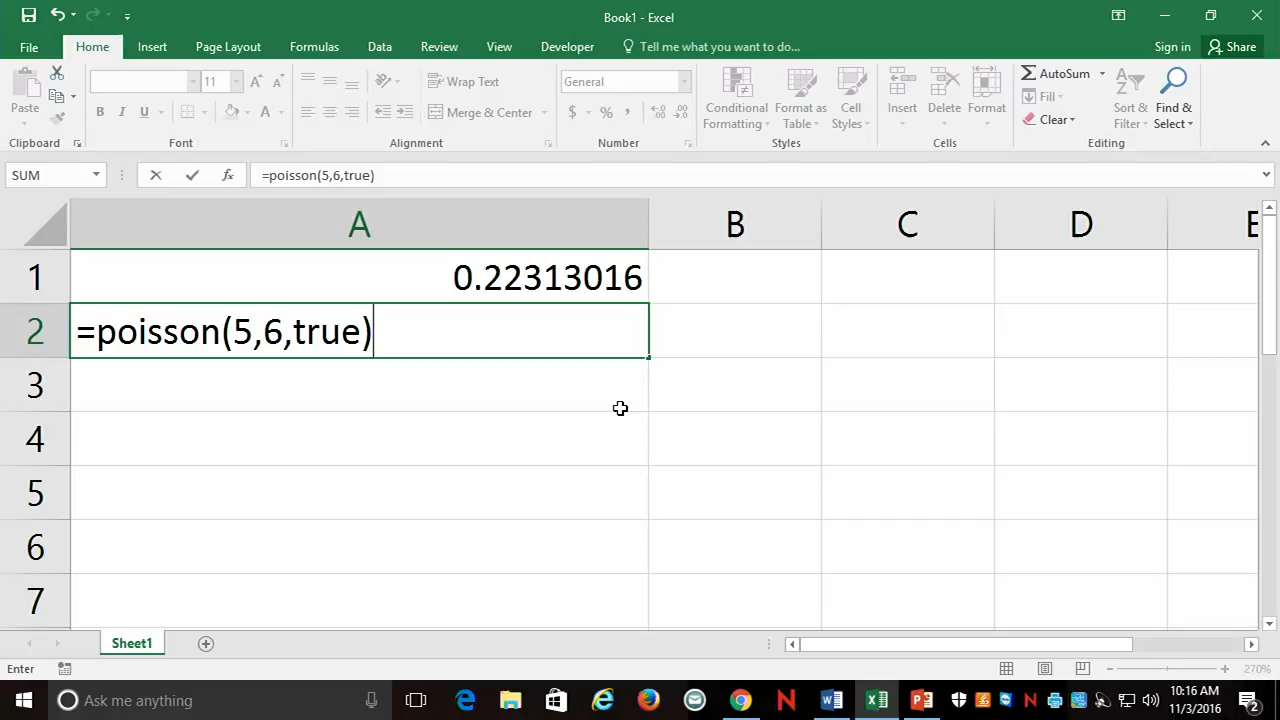 Book1 - Excel
File Home Insert Page Layout Formulas Data Review View Developer Tell me what you want to do... Sign in Share
Paste
Clipboard
11
B I U A
Font
Wrap Text
Merge & Center
Alignment
General
$ % ,
Number
Conditional Formatting
Format as Table
Cell Styles
Styles
Insert
Delete
Format
Cells
AutoSum
Fill
Clear
Sort & Filter
Find & Select
Editing
SUM fx =poisson(5,6,true)
A B C D E
1 0.22313016
2 =poisson(5,6,true)
3
4
5
6
7
Sheet1
Enter 270%
Ask me anything
10:16 AM
11/3/2016
2